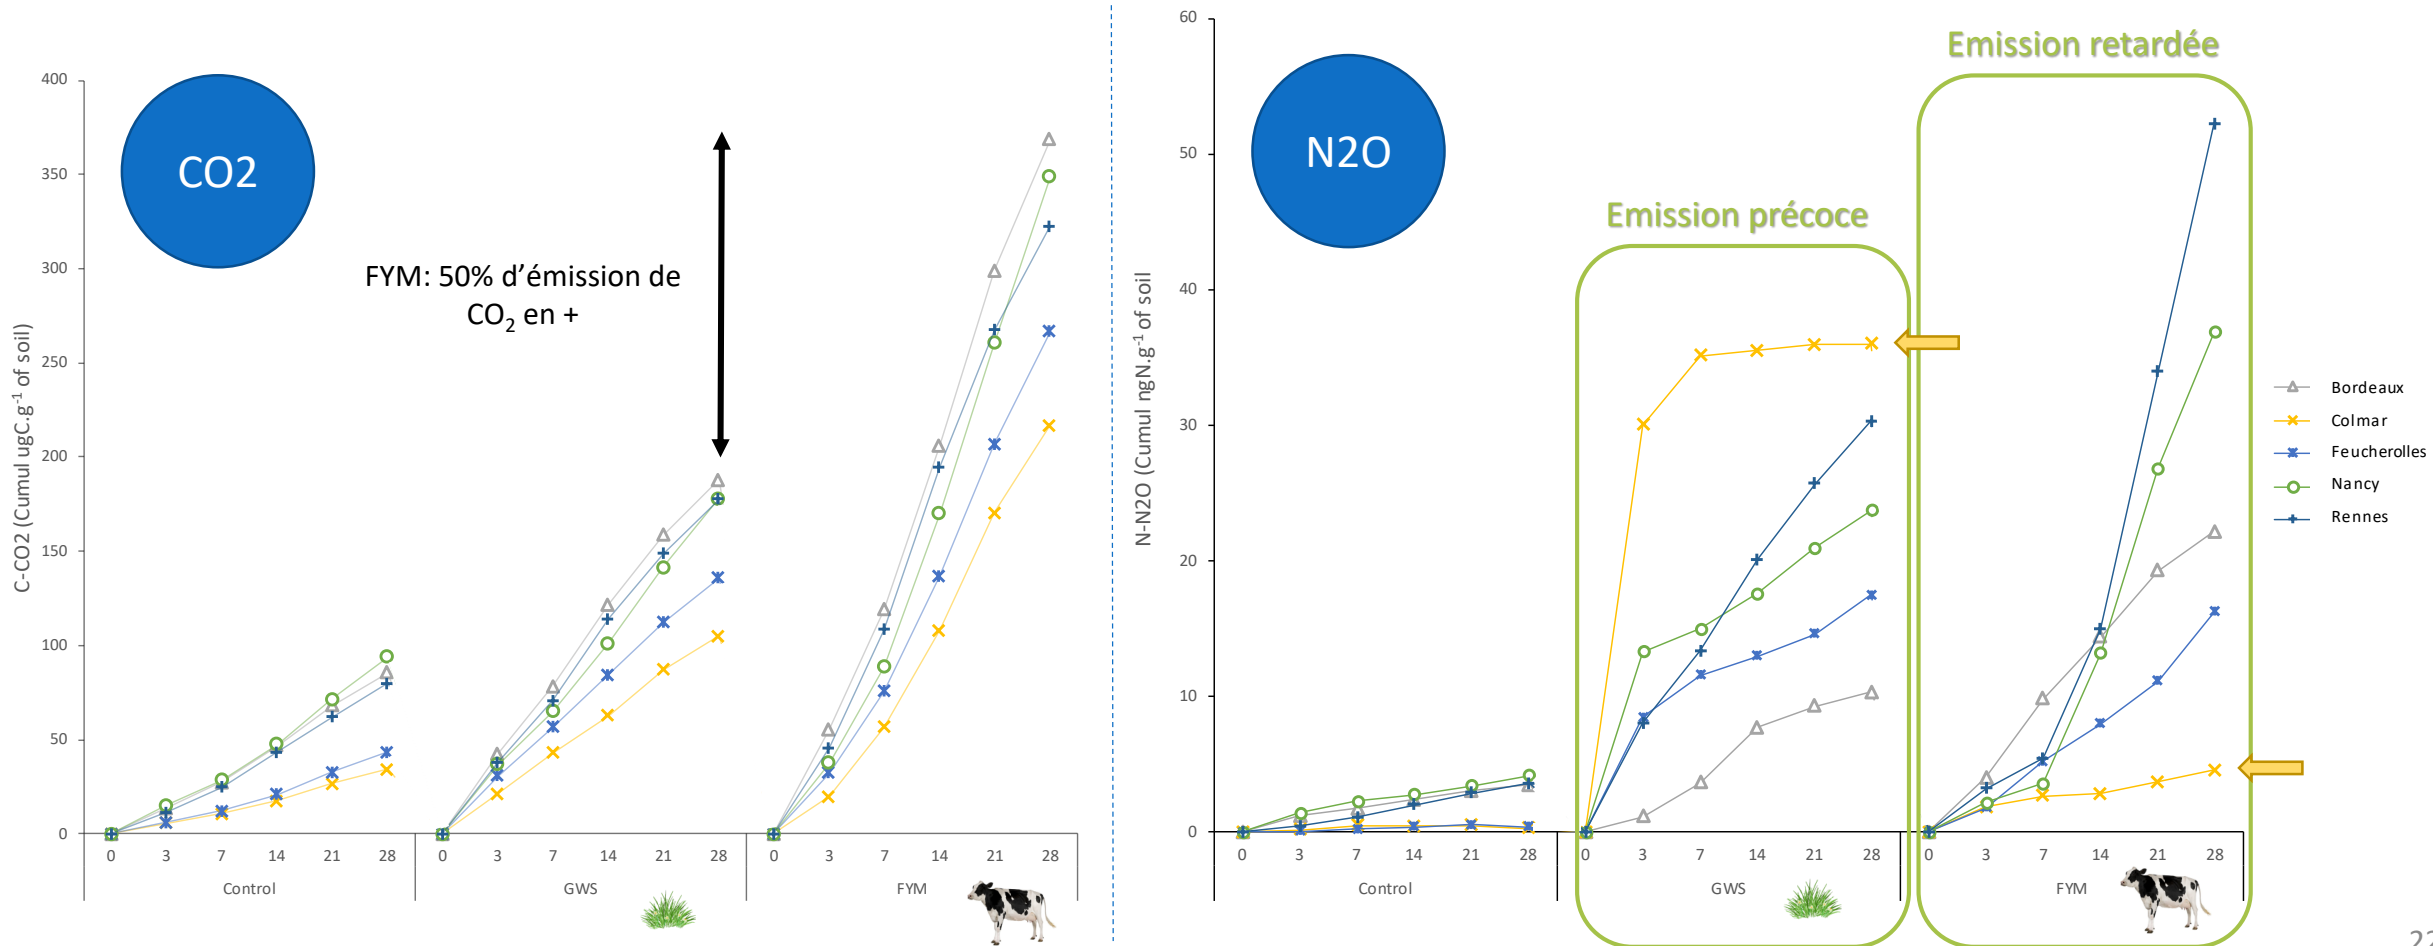 CO2
FYM: 50% d'émission de
CO2 en +
C-CO2 (Cumul ugC.g-1 of soil)
400
350
300
250
200
150
100
50
0
0 3 7 14 21 28 0 3 7 14 21 28 0 3 7 14 21 28
Control GWS FYM
Emission retardée
N2O
Emission précoce
N-N2O (Cumul ngN.g-1 of soil
60
50
40
30
20
10
0
0 3 7 14 21 28 0 3 7 14 21 28 0 3 7 14 21 28
Control GWS FYM
Bordeaux
Colmar
Feucherolles
Nancy
Rennes